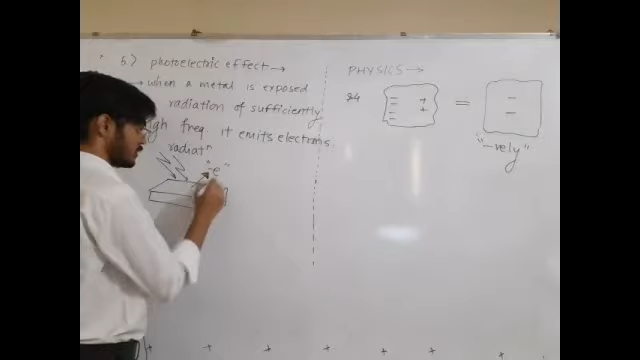 5.) photoelectric effect →
→ when a metal is exposed
radiation of sufficiently
high freq. it emits electrons
radiatⁿ
"-e"
PHYSICS →
=
"-vely"